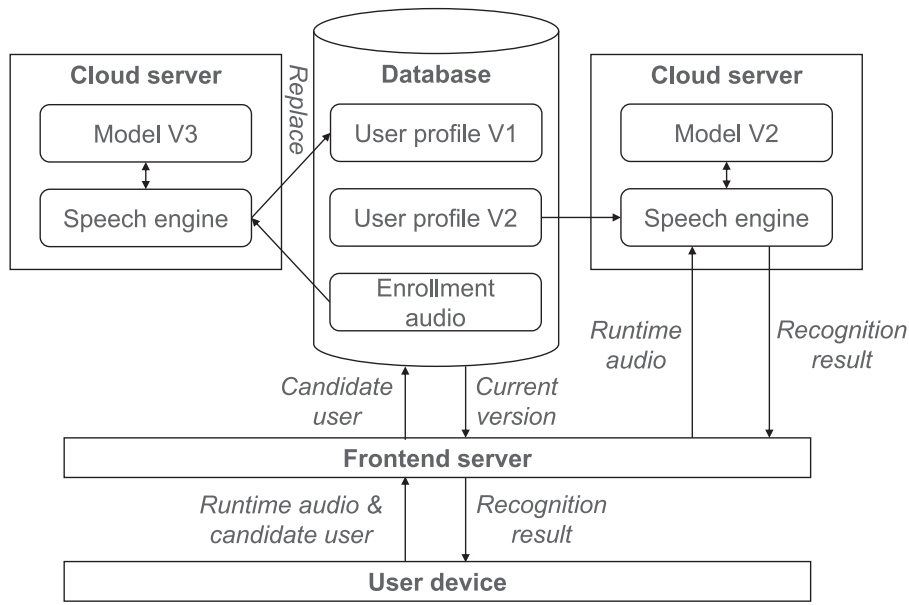 Cloud server
Model V3
Speech engine
Replace
Database
User profile V1
User profile V2
Enrollment
audio
Cloud server
Model V2
Speech engine
Runtime
audio
Recognition
result
Candidate
user
Current
version
Frontend server
Runtime audio &
candidate user
Recognition
result
User device